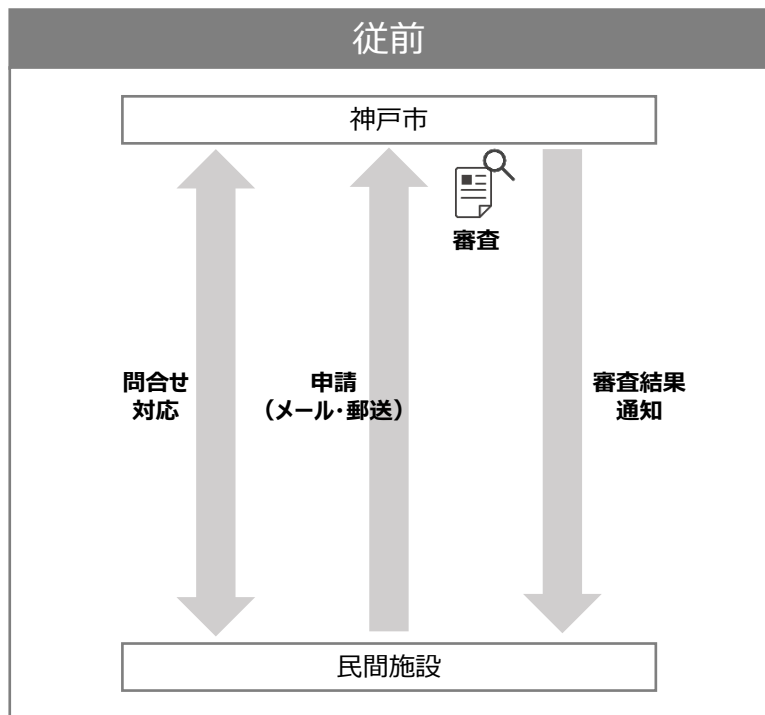 従前
神戸市
審査
問合せ
対応
申請
（メール・郵送）
審査結果
通知
民間施設